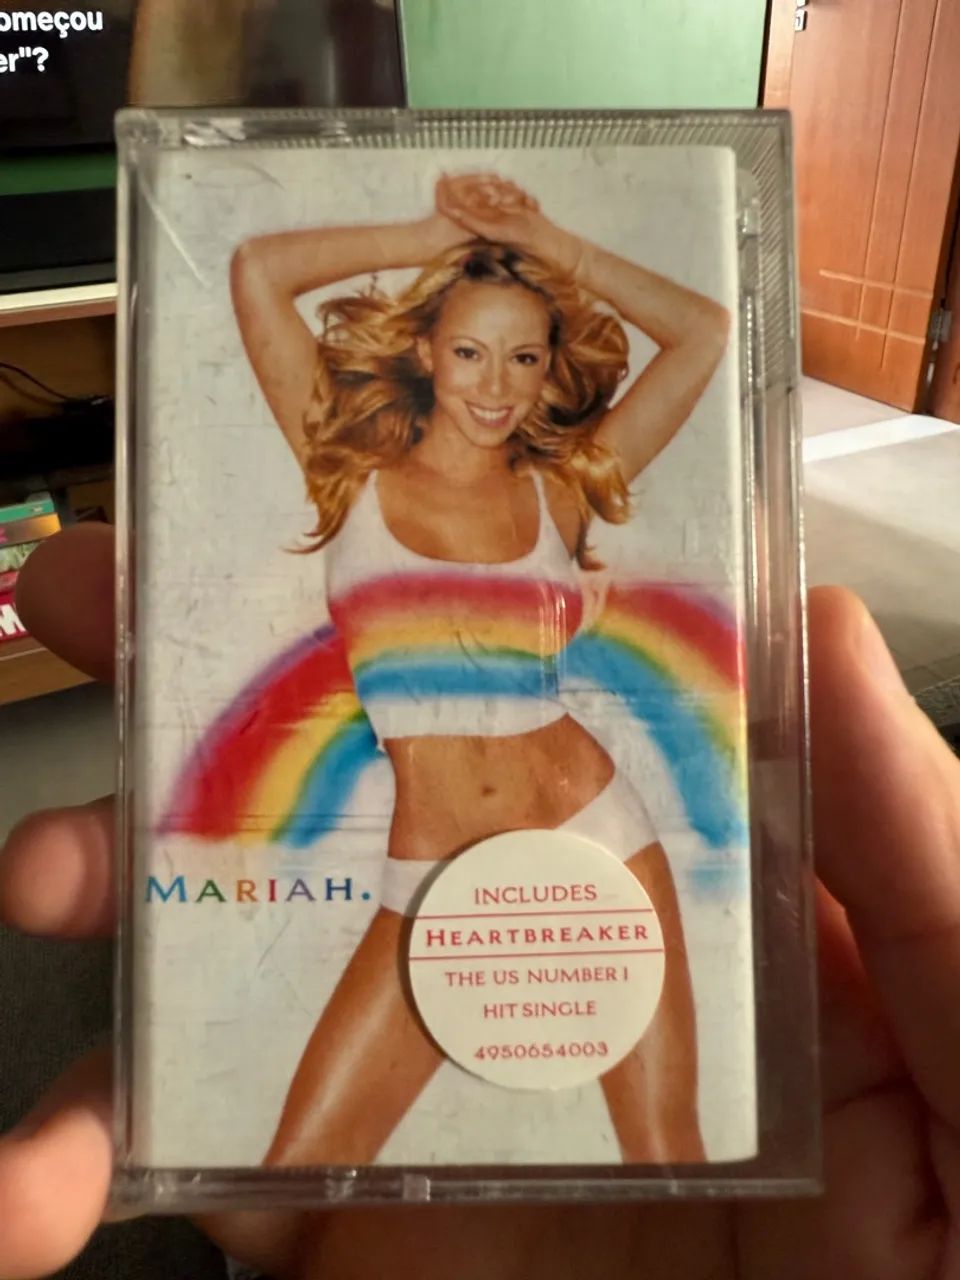 omeçou
er"?
MARIAH.
INCLUDES
HEARTBREAKER
THE US NUMBER 1
HIT SINGLE
4950654003